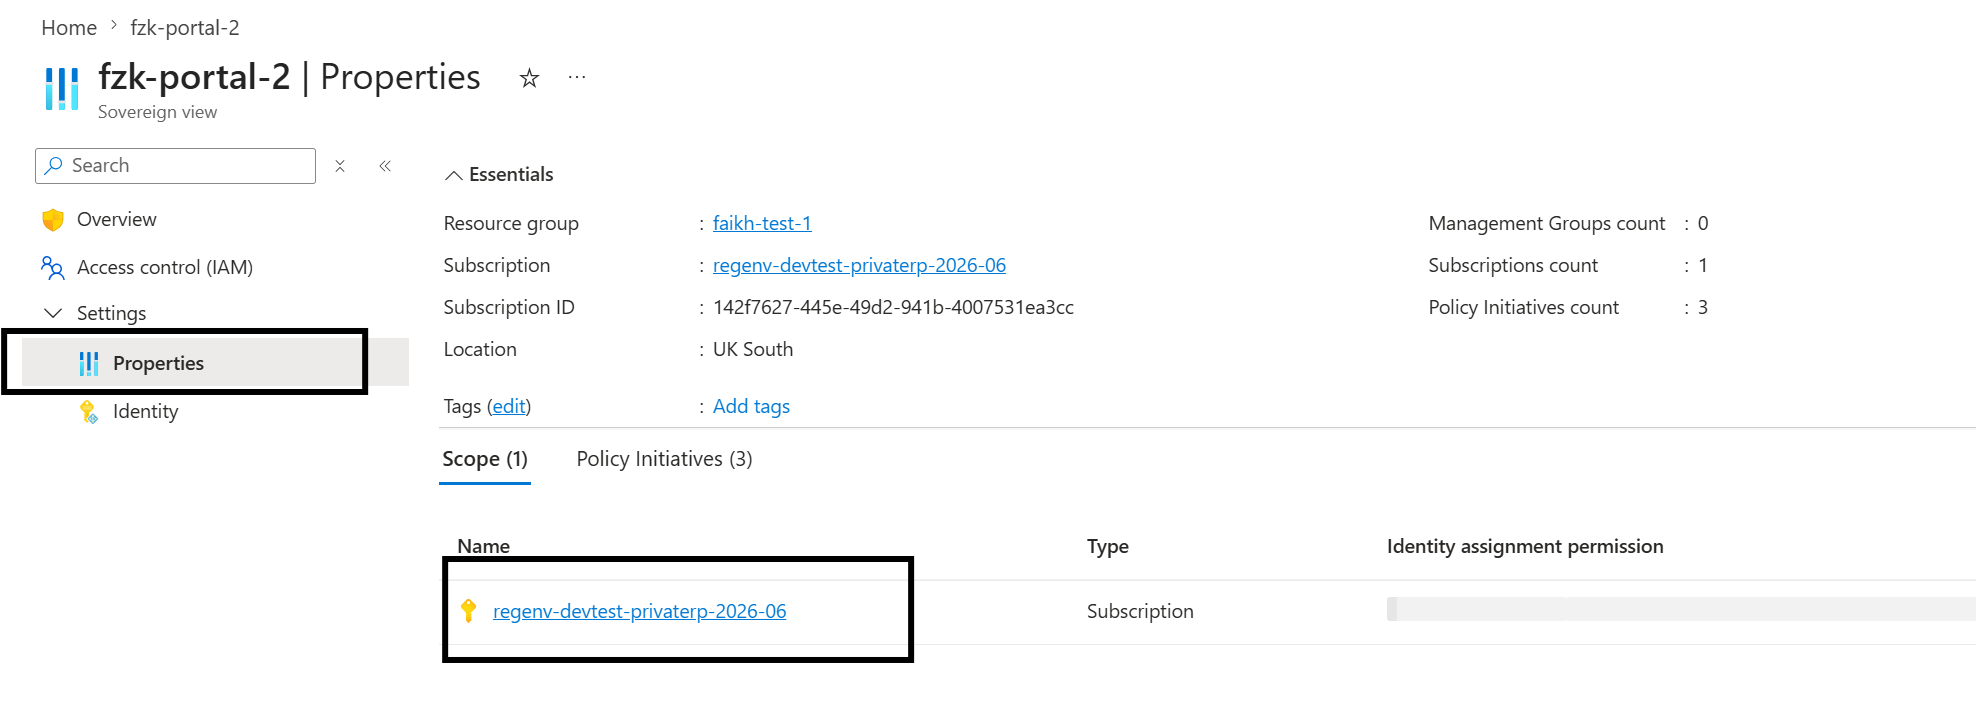 Home > fzk-portal-2
fzk-portal-2 | Properties
Sovereign view
Search
Overview
Access control (IAM)
Settings
Properties
Identity
Essentials
Resource group : faikh-test-1
Subscription : regenv-devtest-privaterp-2026-06
Subscription ID : 142f7627-445e-49d2-941b-4007531ea3cc
Location : UK South
Tags (edit) : Add tags
Management Groups count : 0
Subscriptions count : 1
Policy Initiatives count : 3
Scope (1) Policy Initiatives (3)
Name Type Identity assignment permission
regenv-devtest-privaterp-2026-06 Subscription